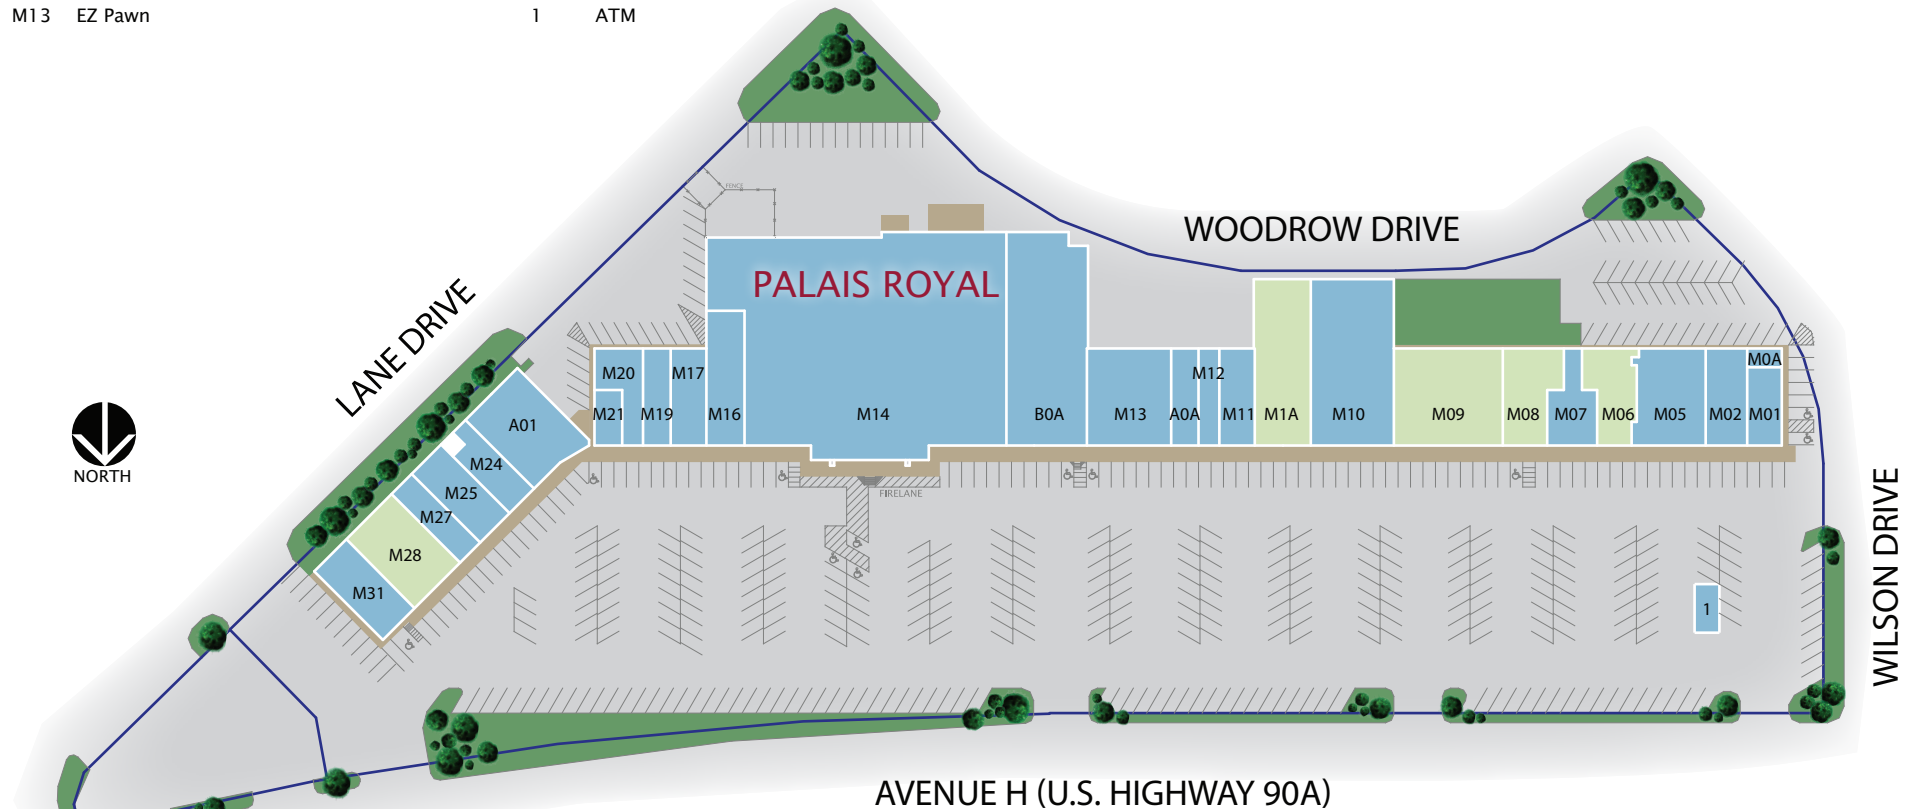 M13 EZ Pawn 1 ATM
WOODROW DRIVE
FENCE
PALAIS ROYAL
LANE DRIVE
M20 M17 M12 M0A
M21 M19 M16 M14 B0A M13 A0A M11 M1A M10 M09 M08 M07 M06 M05 M02 M01
A01
M24
M25
M27
M28
M31
NORTH
FIRELANE
1
WILSON DRIVE
AVENUE H (U.S. HIGHWAY 90A)